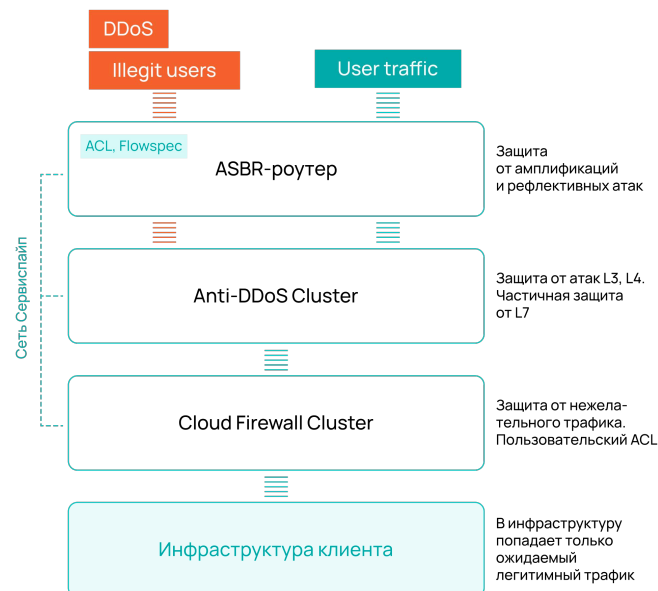 DDoS
Illegit users
User traffic
ACL, Flowspec
ASBR-роутер
Защита
от амплификаций
и рефлективных атак
Сеть Сервиспайп
Anti-DDoS Cluster
Защита от атак L3, L4.
Частичная защита
от L7
Cloud Firewall Cluster
Защита от нежела-
тельного трафика.
Пользовательский ACL
Инфраструктура клиента
В инфраструктуру
попадает только
ожидаемый
легитимный трафик